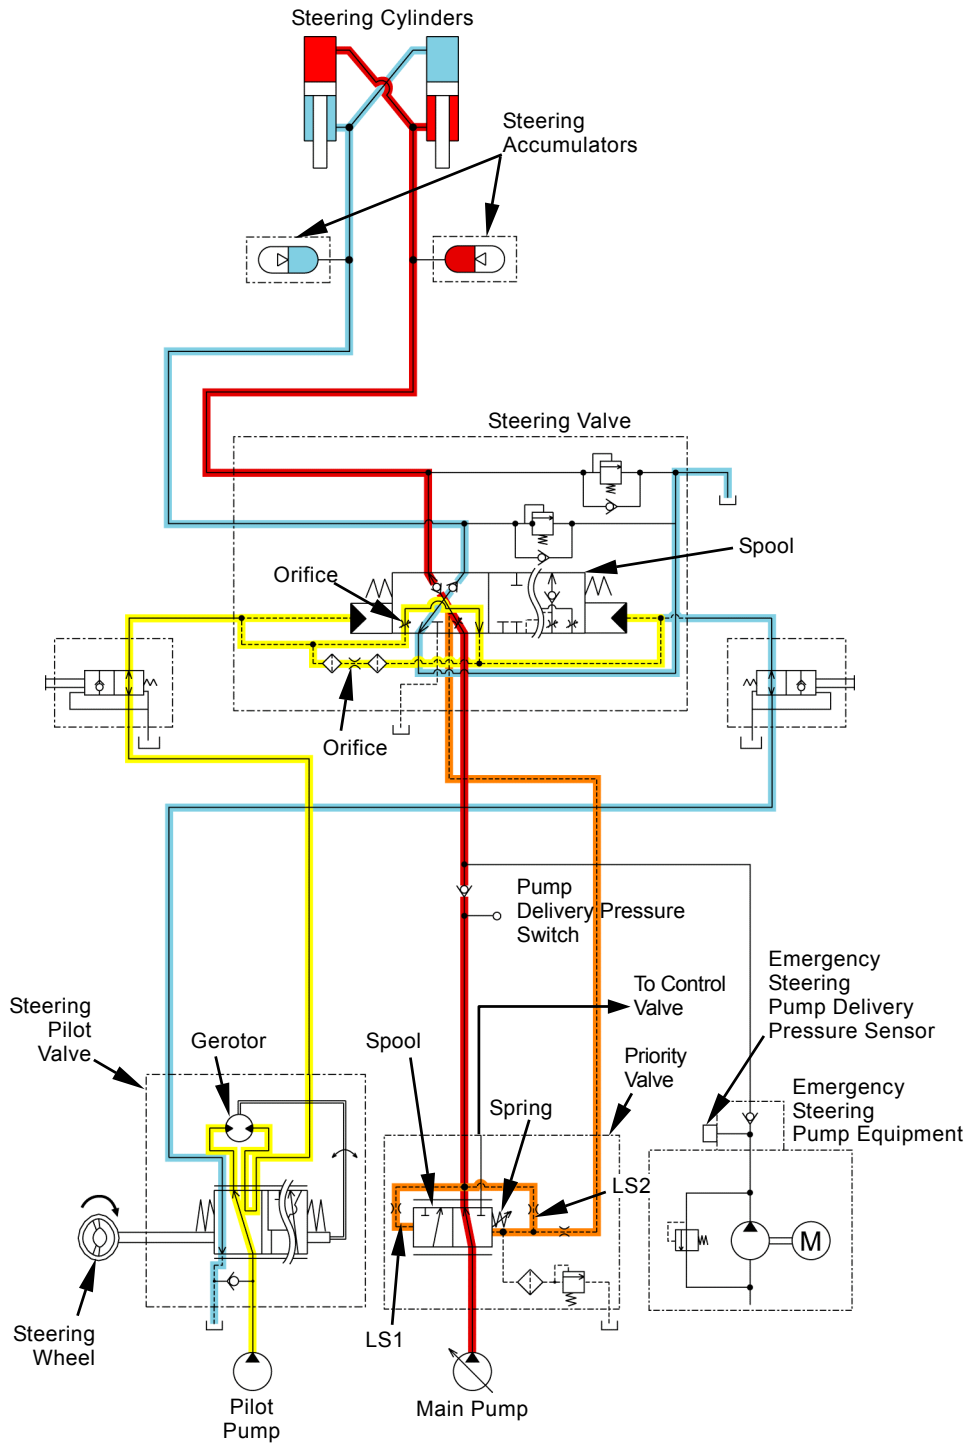 Steering Cylinders
Steering
Accumulators
Steering Valve
Spool
Orifice
Orifice
Pump
Delivery Pressure
Switch
To Control
Valve
Emergency
Steering
Pump Delivery
Pressure Sensor
Steering
Pilot
Valve
Gerotor
Spool
Priority
Valve
Spring
Emergency
Steering
Pump Equipment
LS2
M
LS1
Steering
Wheel
Pilot
Pump
Main Pump